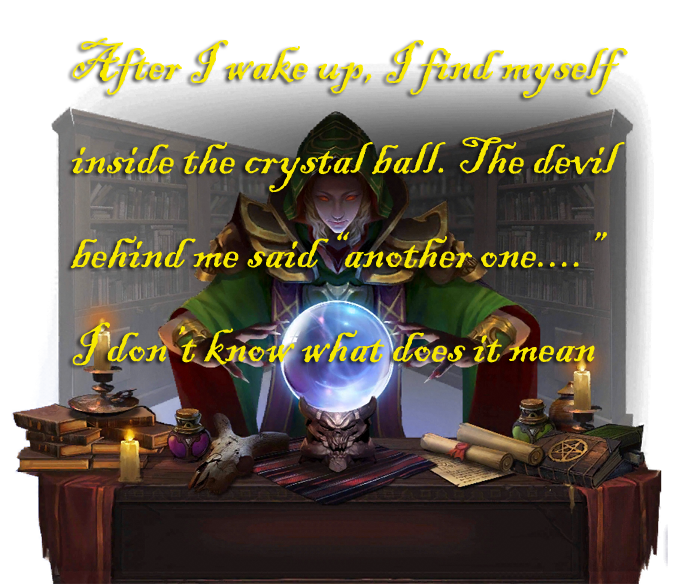 After I wake up, I find myself
inside the crystal ball. The devil
behind me said “another one....”
I don't know what does it mean